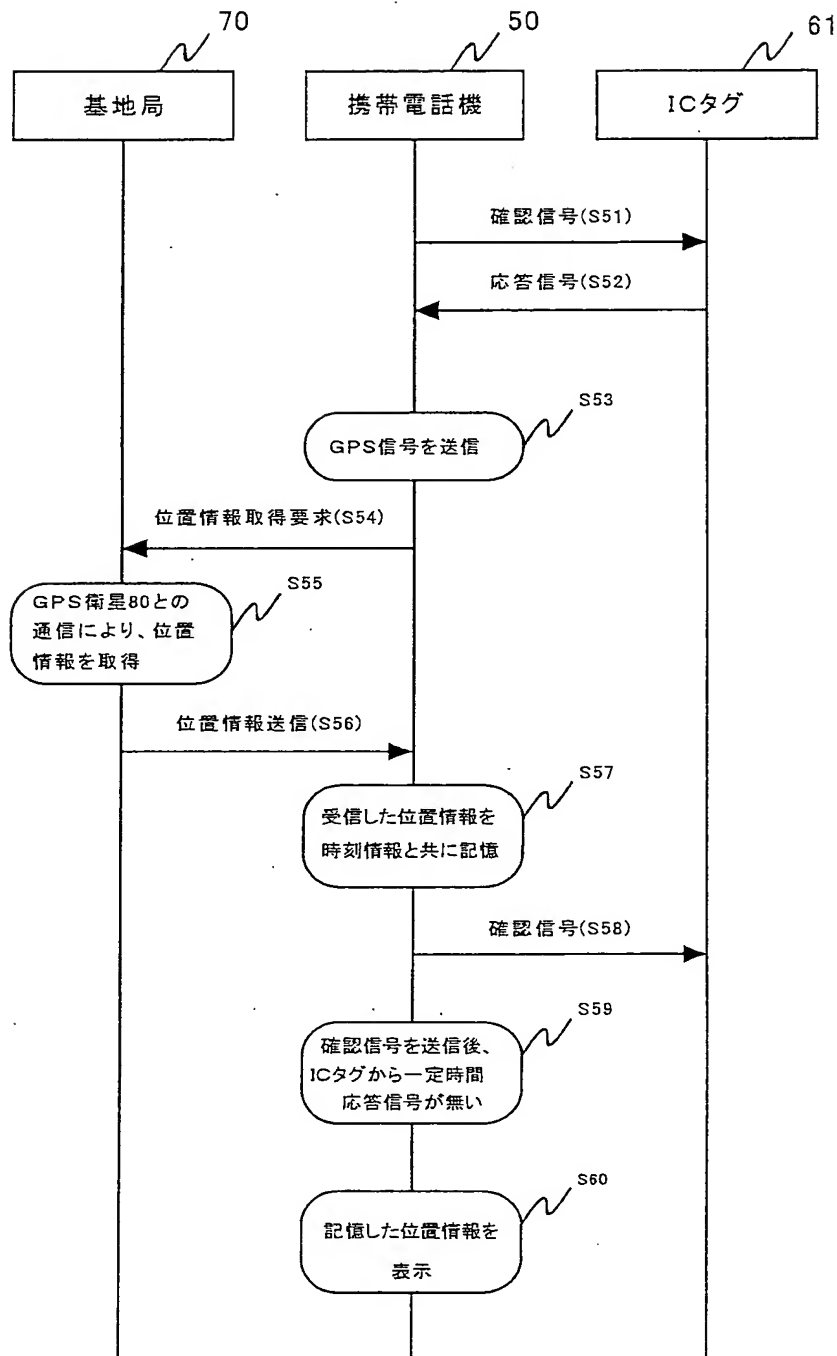 70
50
61
基地局
携帯電話機
ICタグ
確認信号(S51)
応答信号(S52)
S53
GPS信号を送信
位置情報取得要求(S54)
S55
GPS衛星80との
通信により、位置
情報を取得
位置情報送信(S56)
S57
受信した位置情報を
時刻情報と共に記憶
確認信号(S58)
S59
確認信号を送信後、
ICタグから一定時間
応答信号が無い
S60
記憶した位置情報を
表示